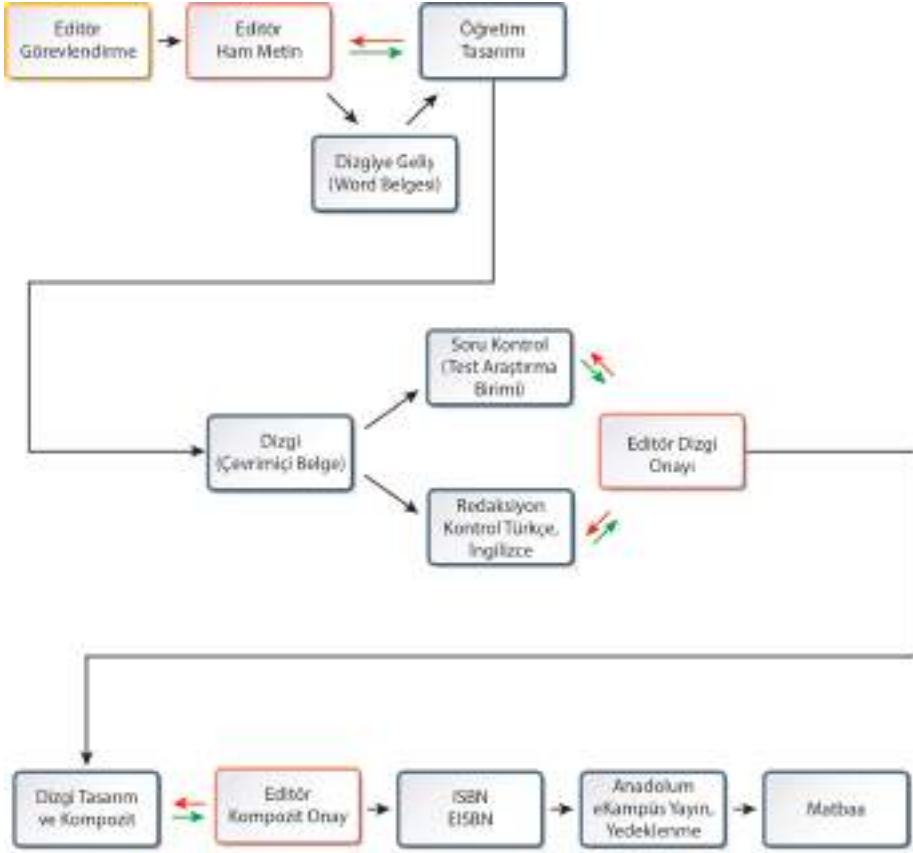 Editör
Görevlendirme
Editör
Ham Metin
Öğretim
Tasarımı
Dizgiye Geliş
(Word Belgesi)
Soru Kontrol
(Test Araştırma
Birimi)
Dizgi
(Çevrimiçi Belge)
Editör Dizgi
Onayı
Redaksiyon
Kontrol Türkçe,
İngilizce
Dizgi Tasarım
ve Kompozit
Editör
Kompozit Onay
ISBN
EISBN
Anadolum
eKampüs Yayın,
Yedeklenme
Matbaa